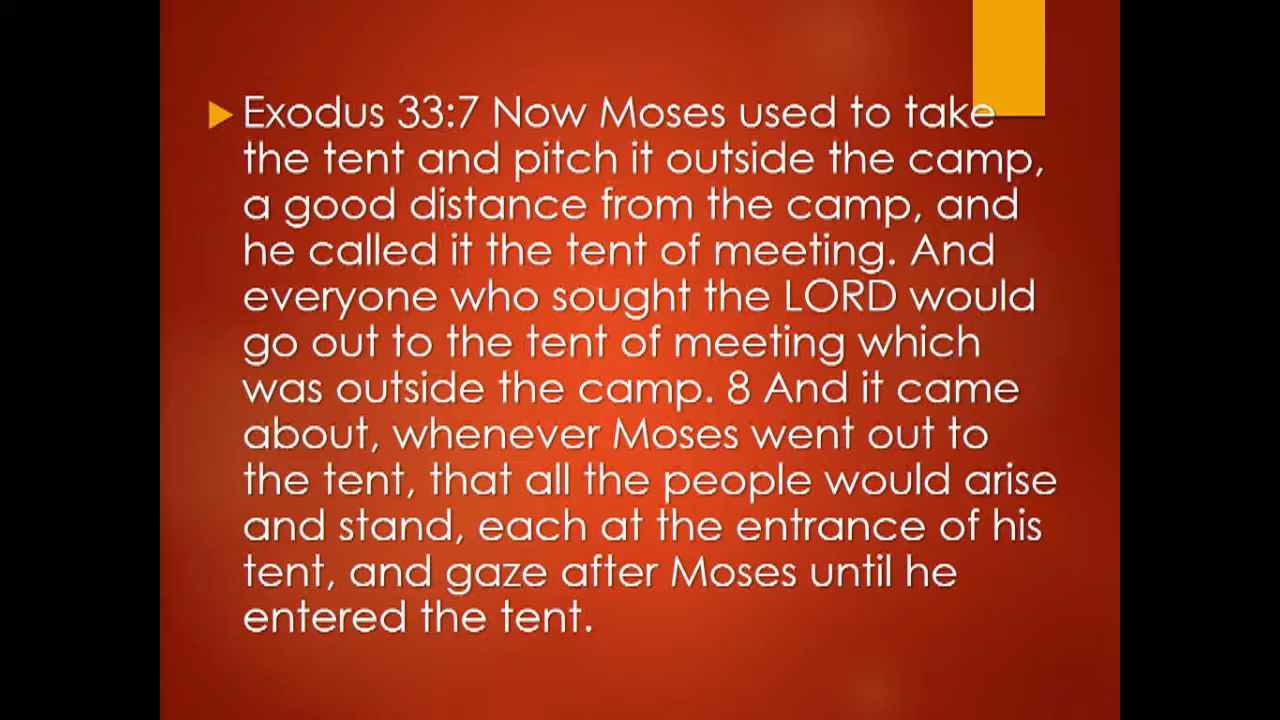 Exodus 33:7 Now Moses used to take
the tent and pitch it outside the camp,
a good distance from the camp, and
he called it the tent of meeting. And
everyone who sought the LORD would
go out to the tent of meeting which
was outside the camp. 8 And it came
about, whenever Moses went out to
the tent, that all the people would arise
and stand, each at the entrance of his
tent, and gaze after Moses until he
entered the tent.